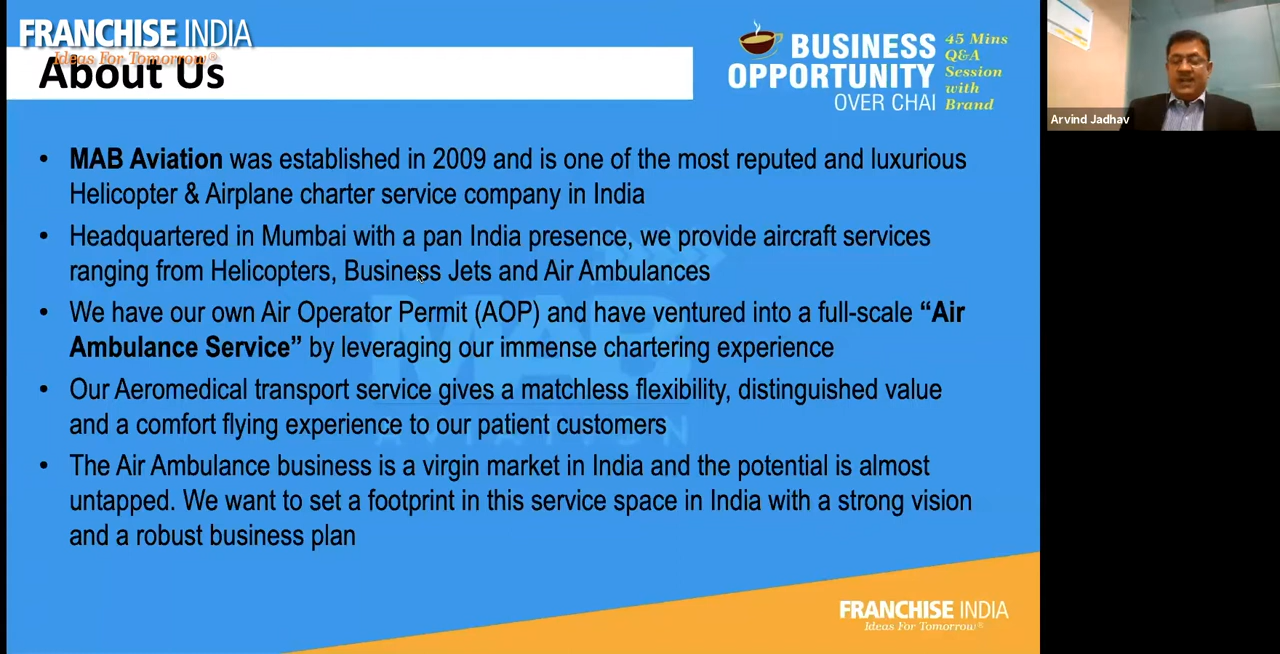 FRANCHISE INDIA
Ideas For Tomorrow®
About Us
BUSINESS
OPPORTUNITY
OVER CHAI
45 Mins
Q&A
Session
with
Brand
Arvind Jadhav
• MAB Aviation was established in 2009 and is one of the most reputed and luxurious
Helicopter & Airplane charter service company in India
• Headquartered in Mumbai with a pan India presence, we provide aircraft services
ranging from Helicopters, Business Jets and Air Ambulances
• We have our own Air Operator Permit (AOP) and have ventured into a full-scale “Air
Ambulance Service” by leveraging our immense chartering experience
• Our Aeromedical transport service gives a matchless flexibility, distinguished value
and a comfort flying experience to our patient customers
• The Air Ambulance business is a virgin market in India and the potential is almost
untapped. We want to set a footprint in this service space in India with a strong vision
and a robust business plan
MAB
AVIATION
FRANCHISE INDIA
Ideas For Tomorrow®